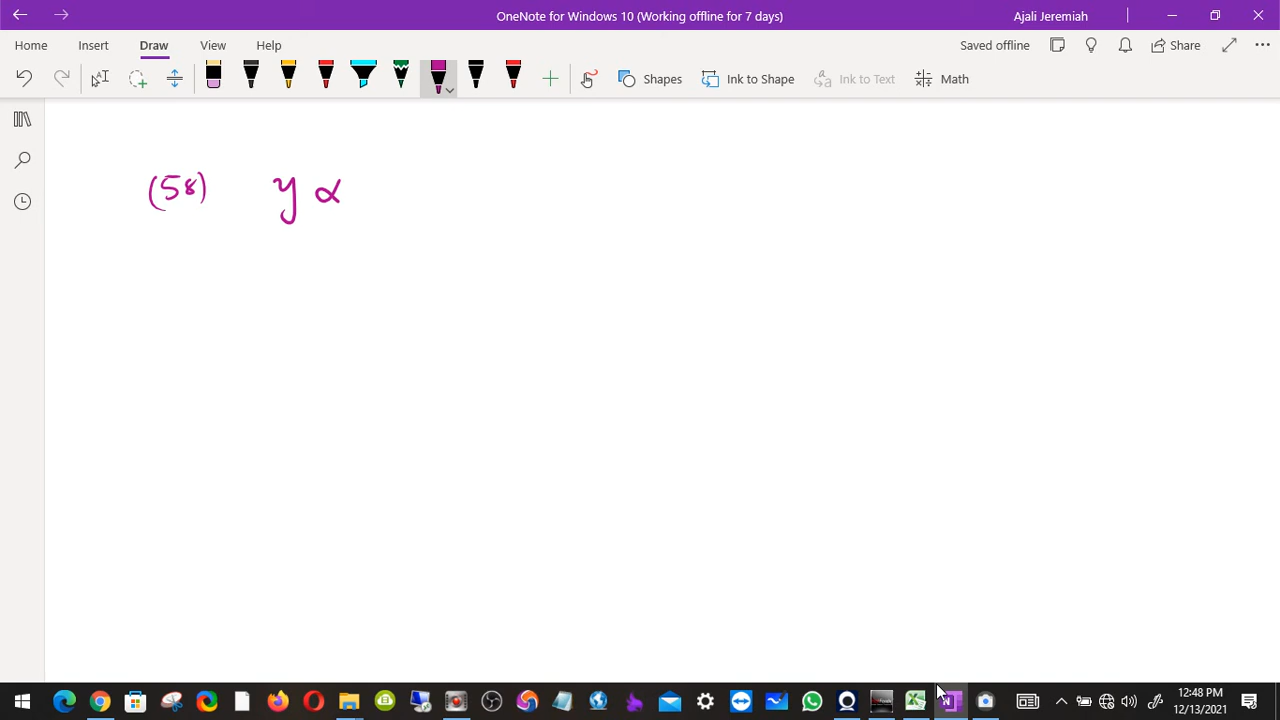 OneNote for Windows 10 (Working offline for 7 days)
Ajali Jeremiah
Home Insert Draw View Help
Saved offline
Share
Shapes
Ink to Shape
Ink to Text
Math
(58) y α
12:48 PM
12/13/2021